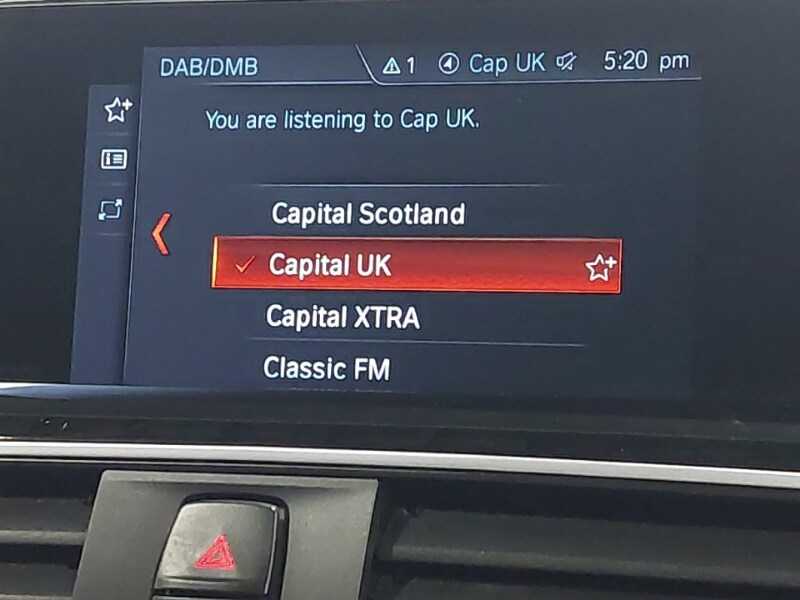 DAB/DMB 1 Cap UK 5:20 pm
You are listening to Cap UK.
Capital Scotland
Capital UK
Capital XTRA
Classic FM